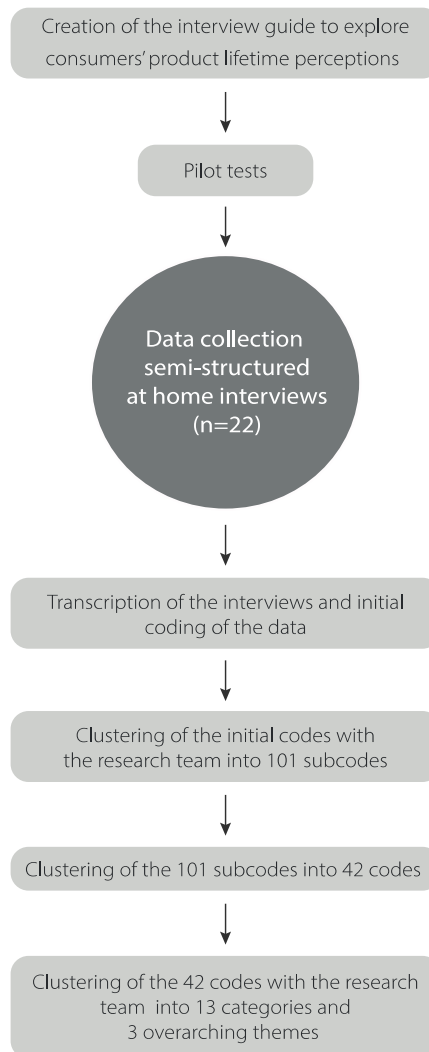 Creation of the interview guide to explore
consumers' product lifetime perceptions
Pilot tests
Data collection
semi-structured
at home interviews
(n=22)
Transcription of the interviews and initial
coding of the data
Clustering of the initial codes with
the research team into 101 subcodes
Clustering of the 101 subcodes into 42 codes
Clustering of the 42 codes with the research
team into 13 categories and
3 overarching themes